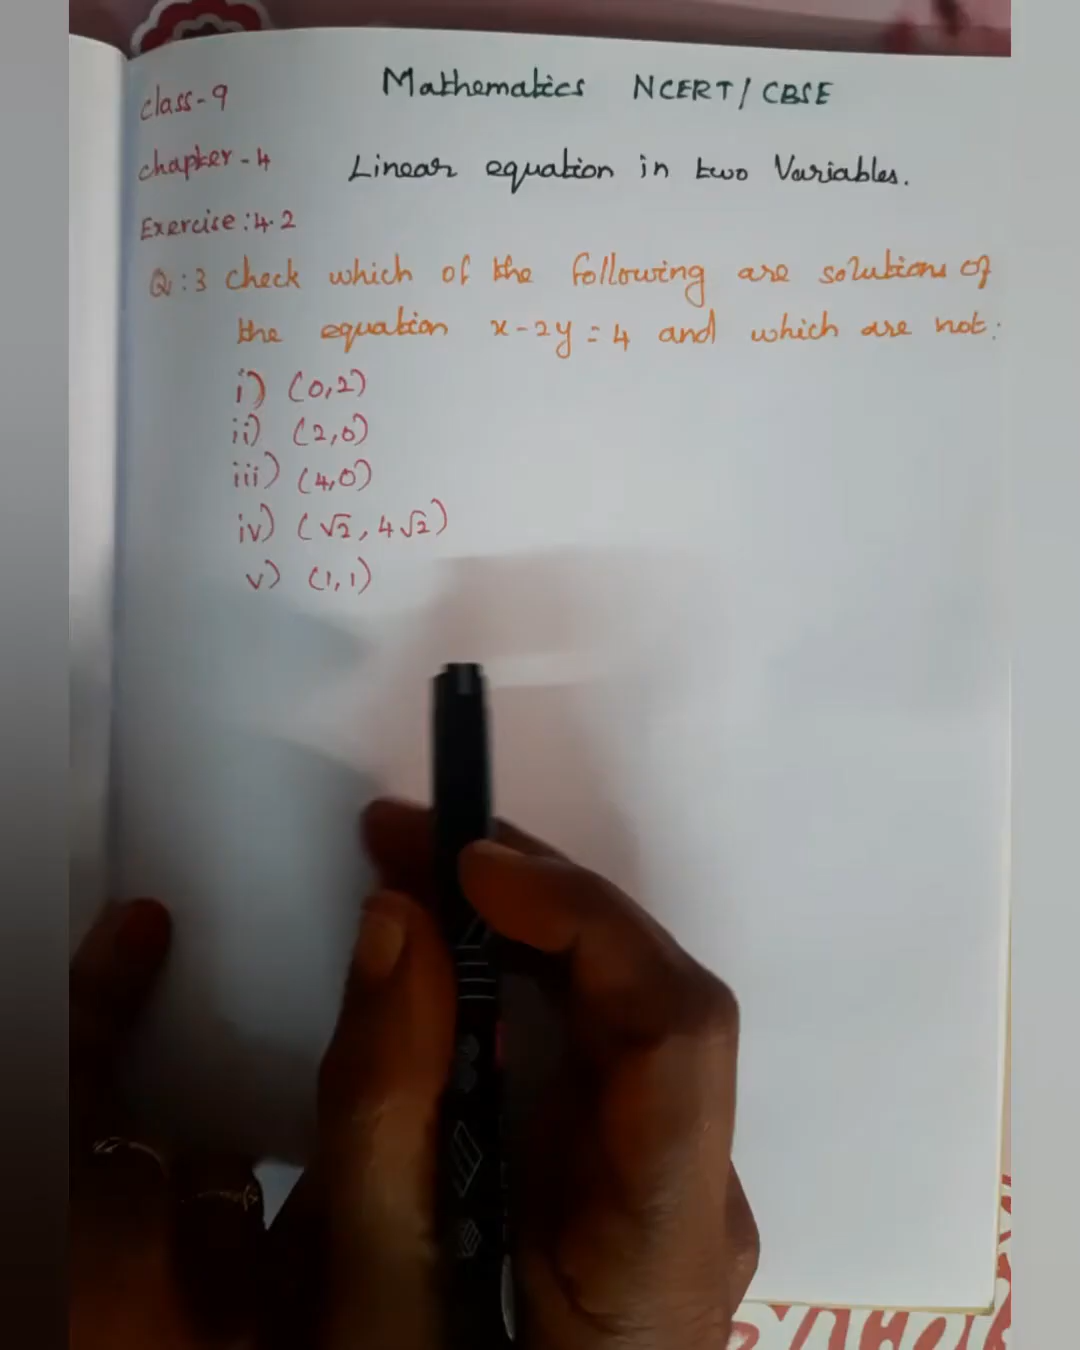 Mathematics NCERT/CBSE
class-9
chapter-4 Linear equation in two Variables.
Exercise:4.2
Q:3 check which of the following are solutions of
the equation x-2y=4 and which are not:
i) (0,2)
ii) (2,0)
iii) (4,0)
iv) (√2, 4√2)
v) (1,1)